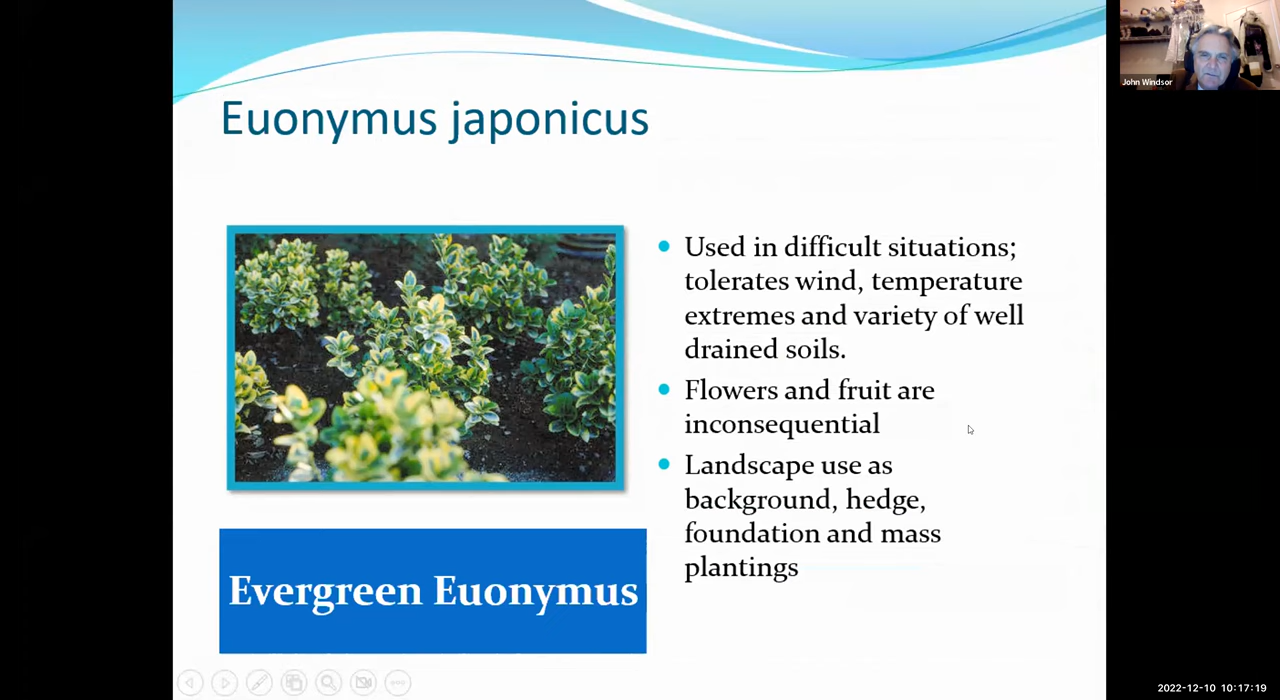 Euonymus japonicus
Used in difficult situations;
tolerates wind, temperature
extremes and variety of well
drained soils.
Flowers and fruit are
inconsequential
Landscape use as
background, hedge,
foundation and mass
plantings
Evergreen Euonymus
John Windsor
2022-12-10 10:17:19